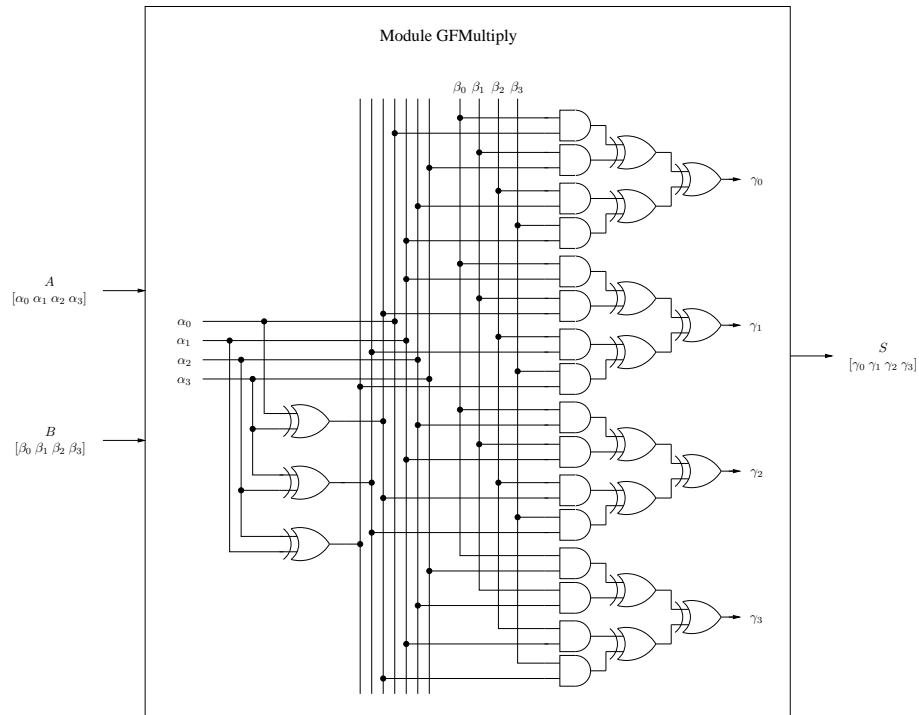 Module GFMultiply
β₀ β₁ β₂ β₃
γ₀
A
[α₀ α₁ α₂ α₃]
α₀
γ₁
α₁
S
[γ₀ γ₁ γ₂ γ₃]
α₂
α₃
B
[β₀ β₁ β₂ β₃]
γ₂
γ₃